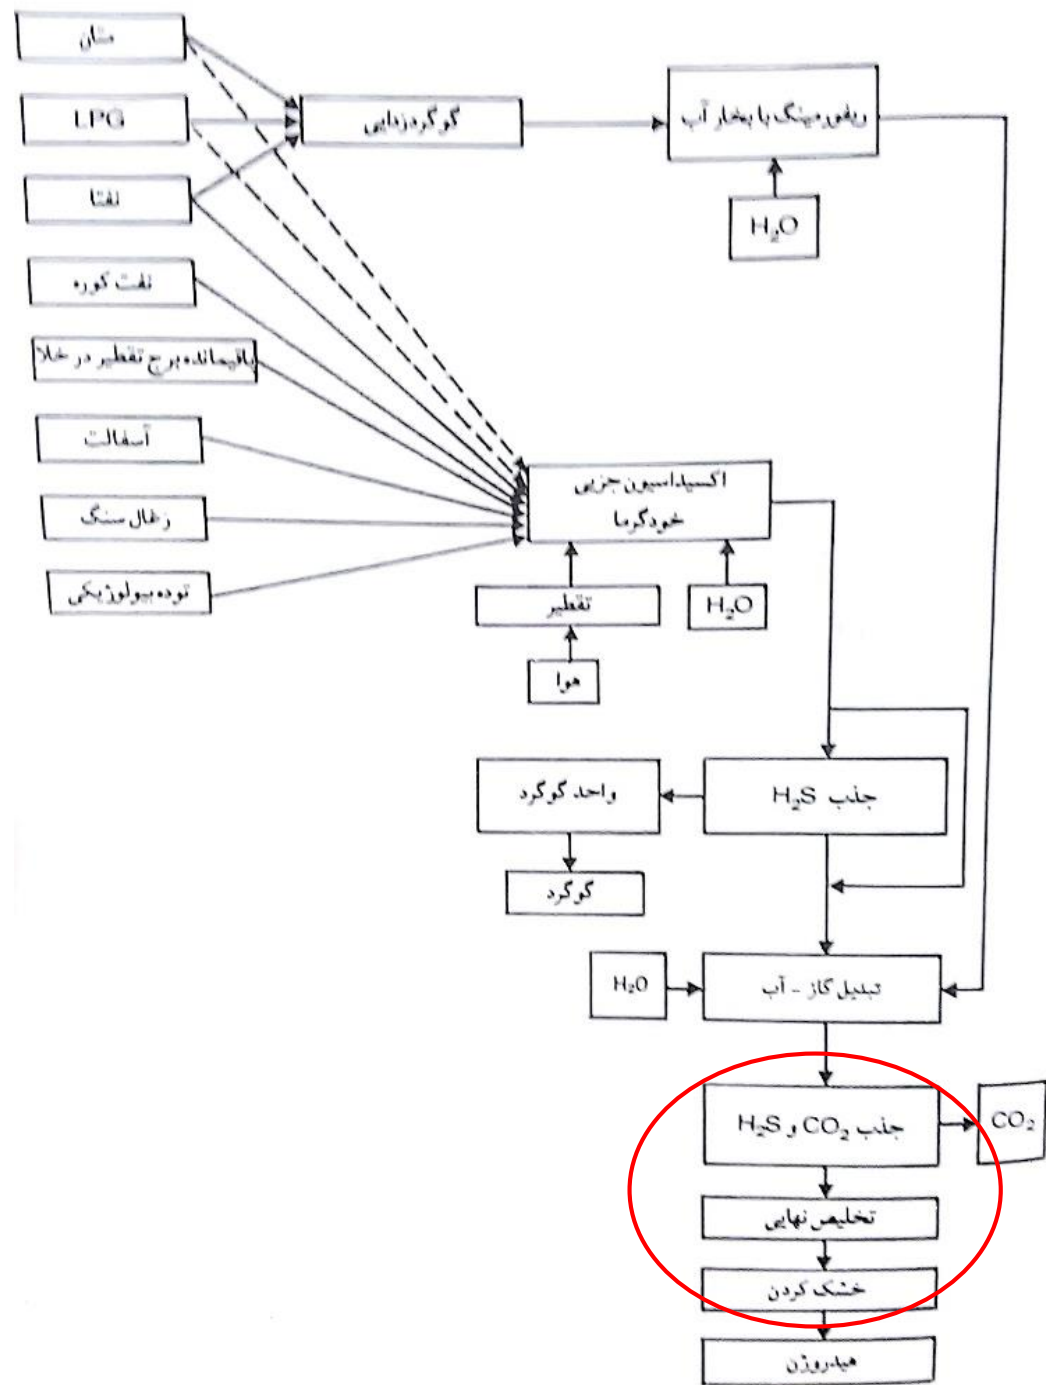 متان
LPG
گوگردزدایی
ریفورمینگ با بخار آب
نفتا
H₂O
نفت کوره
باقیمانده برج تقطیر در خلا
آسفالت
اکسیداسیون جزیی
خودگرما
زغال سنگ
توده بیولوژیکی
تقطیر
H₂O
هوا
واحد گوگرد
جذب H₂S
گوگرد
H₂O
تبدیل گاز - آب
جذب CO₂ و H₂S
CO₂
تخلیص نهایی
خشک کردن
هیدروژن